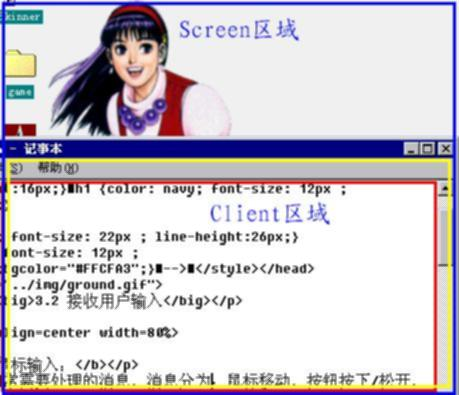 skinner
Screen区域
game
- 记事本
S) 帮助(H)
:16px;}■h1 {color: navy; font-size: 12px ;
Client区域
font-size: 22px ; line-height:26px;}
font-size: 12px ;
gcolor="#FFCFA3";}■-->■</style></head>
../img/ground.gif">
ig>3.2 接收用户输入</big></p>
lign=center width=80%>
标输入: </b></p>
常需要处理的消息，消息分为，鼠标移动，按钮按下/松开，